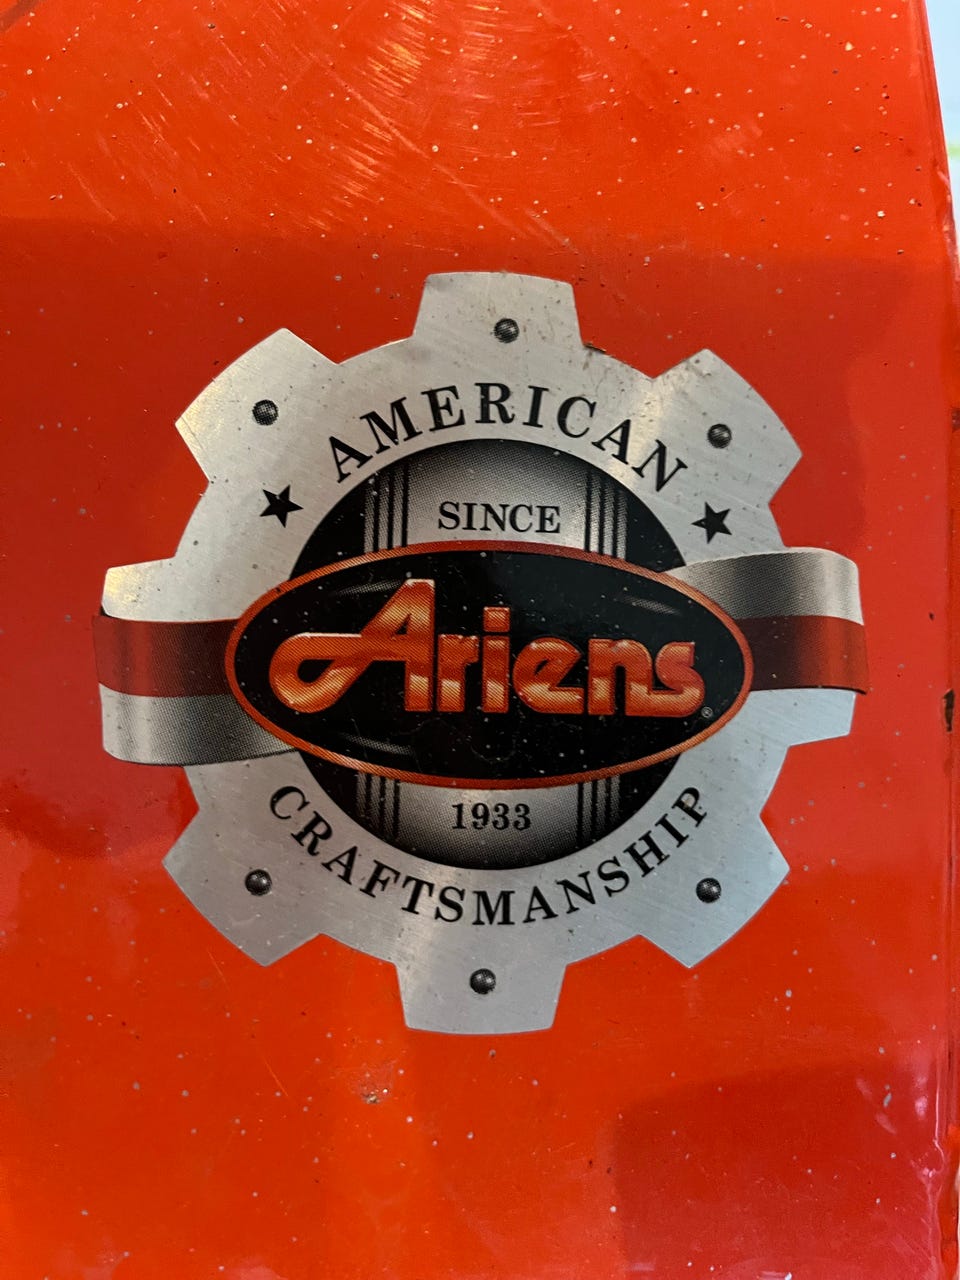 AMERICAN
SINCE
Ariens®
1933
CRAFTSMANSHIP